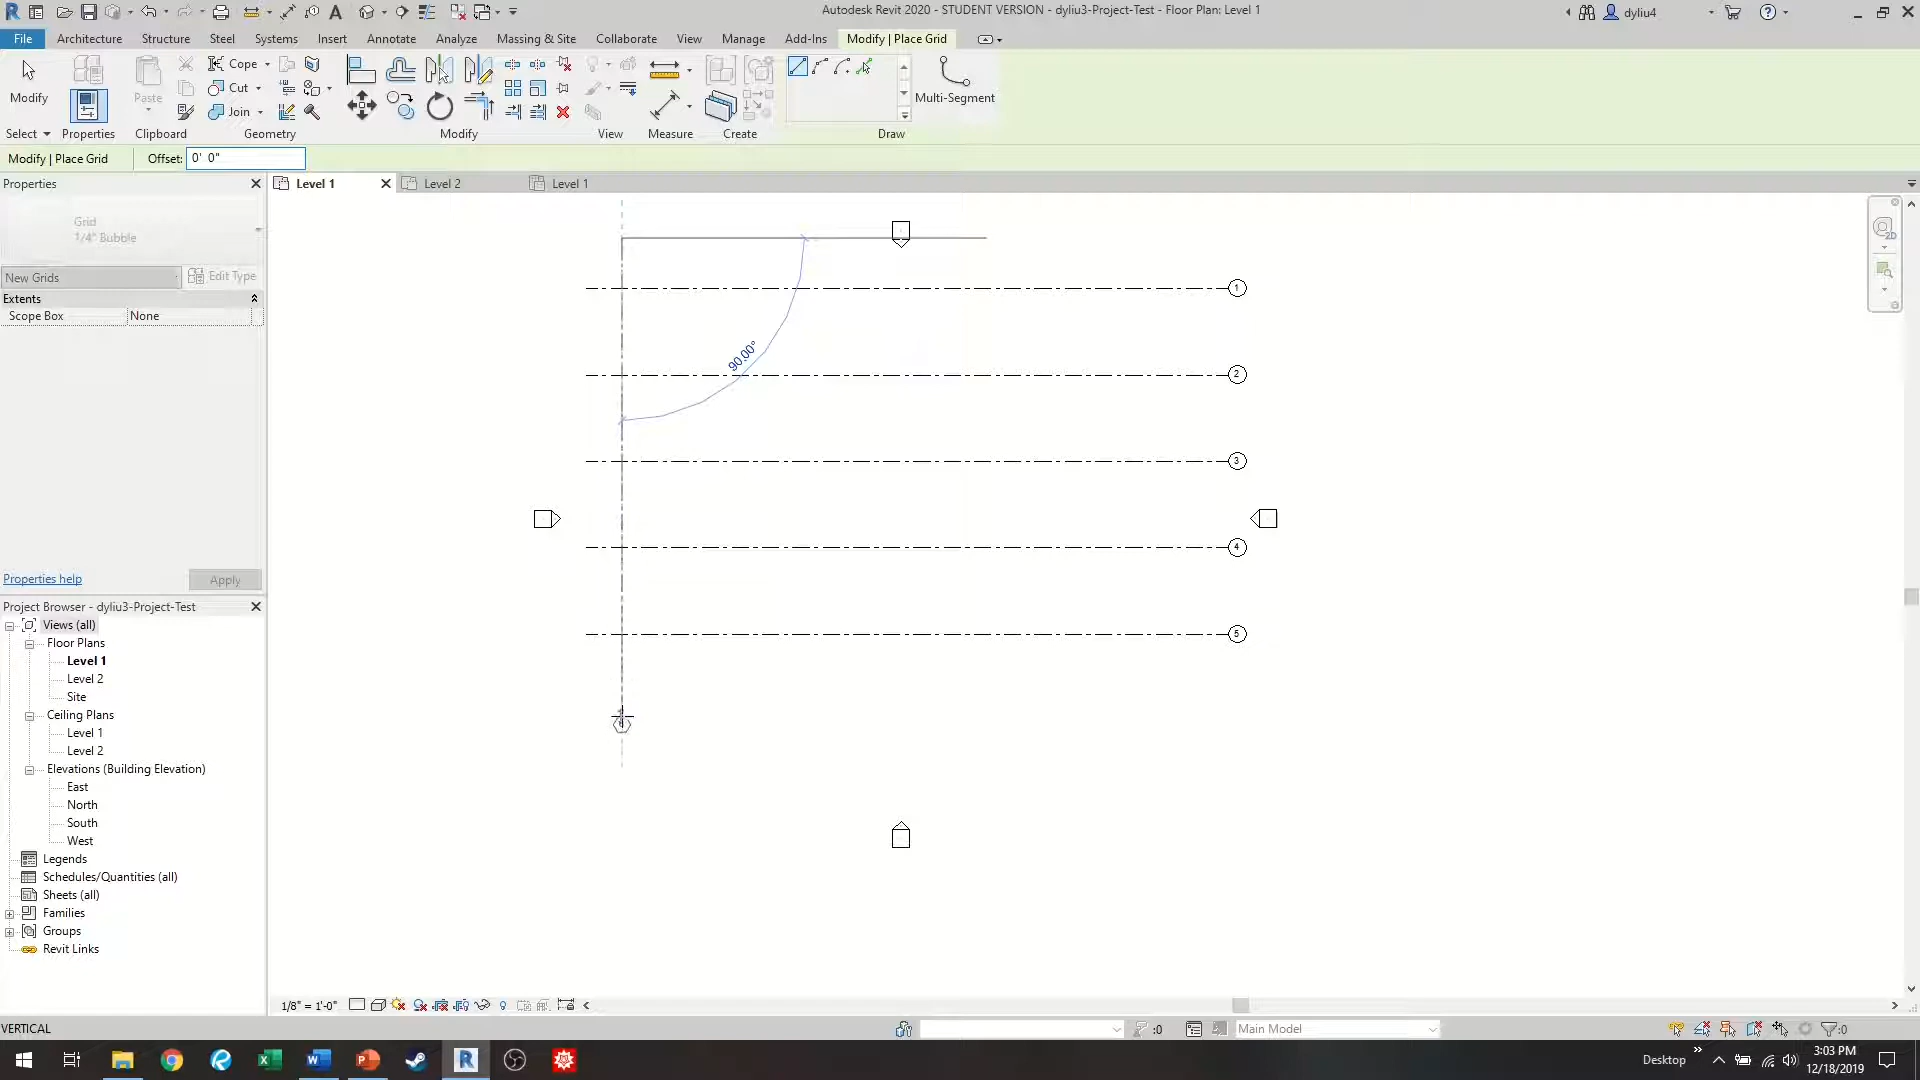 Autodesk Revit 2020 - STUDENT VERSION - dyliu3-Project-Test - Floor Plan: Level 1
dyliu4
File Architecture Structure Steel Systems Insert Annotate Analyze Massing & Site Collaborate View Manage Add-Ins Modify | Place Grid
Modify
Paste
Cope
Cut
Join
Multi-Segment
Select Properties Clipboard Geometry Modify View Measure Create Draw
Modify | Place Grid Offset: 0' 0"
Properties
Level 1 Level 2 Level 1
Grid
1/4" Bubble
New Grids Edit Type
Extents
Scope Box None
2D
90.00°
1
2
3
4
5
Properties help Apply
Project Browser - dyliu3-Project-Test
Views (all)
Floor Plans
Level 1
Level 2
Site
Ceiling Plans
Level 1
Level 2
Elevations (Building Elevation)
East
North
South
West
Legends
Schedules/Quantities (all)
Sheets (all)
Families
Groups
Revit Links
1/8" = 1'-0"
VERTICAL
:0
Main Model
:0
Desktop
3:03 PM
12/18/2019